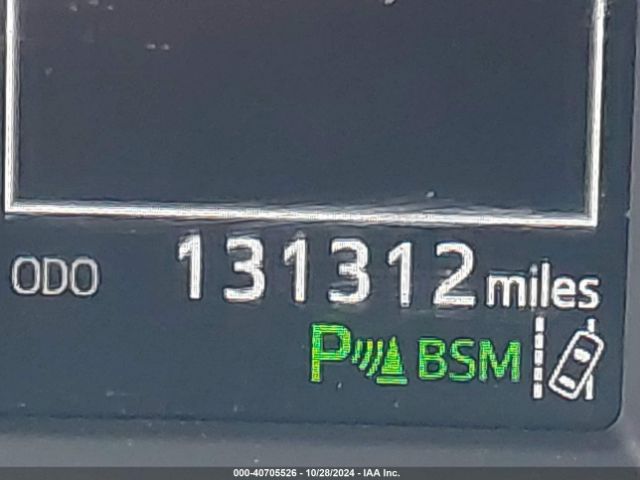 ODO 131312 miles
P BSM
000-40705526 - 10/28/2024 - IAA Inc.